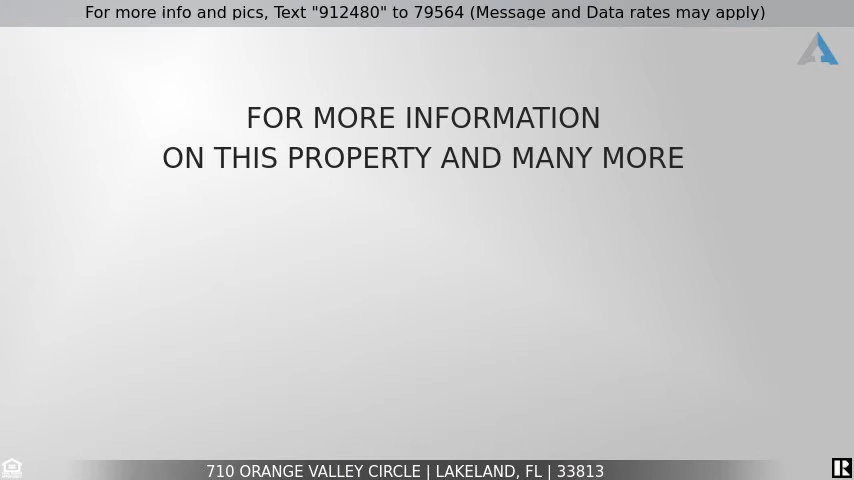 For more info and pics, Text "912480" to 79564 (Message and Data rates may apply)
FOR MORE INFORMATION
ON THIS PROPERTY AND MANY MORE
710 ORANGE VALLEY CIRCLE | LAKELAND, FL | 33813